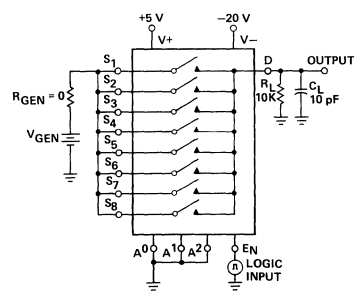 +5 V
−20 V
V+
V−
S1
S2
S3
S4
S5
S6
S7
S8
RGEN = 0
VGEN
D
OUTPUT
RL
10K
CL
10 pF
A0
A1
A2
EN
LOGIC
INPUT